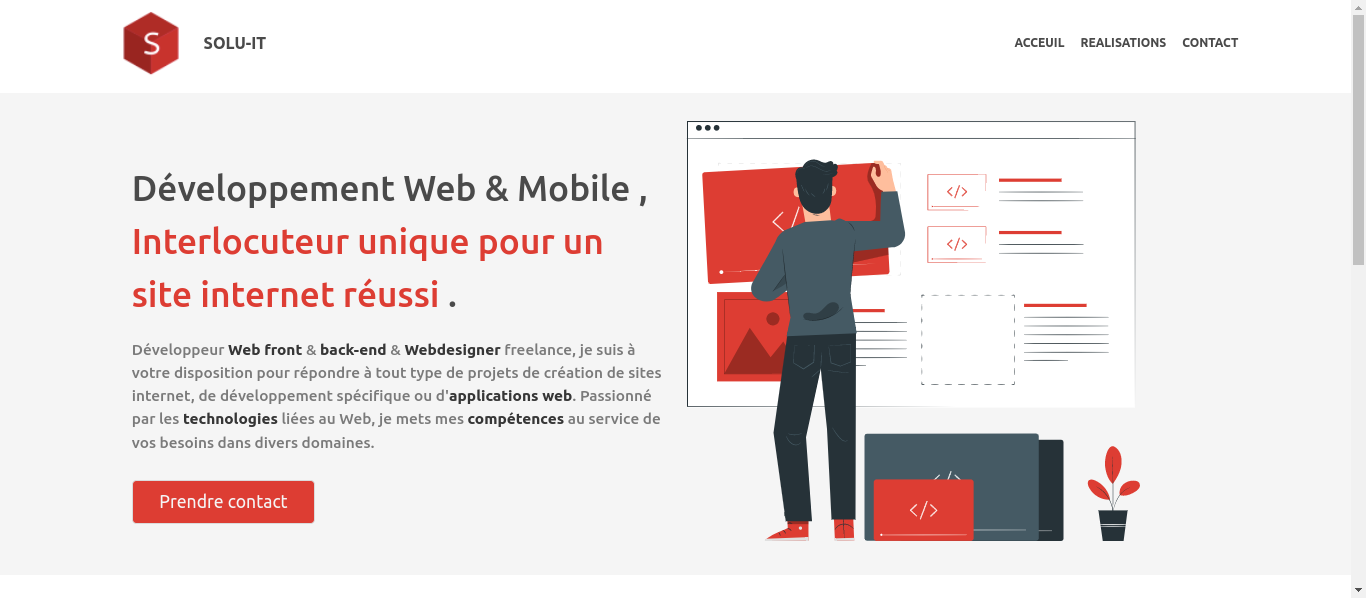 S
SOLU-IT
ACCEUIL REALISATIONS CONTACT
Développement Web & Mobile ,
Interlocuteur unique pour un
site internet réussi .
Développeur Web front & back-end & Webdesigner freelance, je suis à
votre disposition pour répondre à tout type de projets de création de sites
internet, de développement spécifique ou d'applications web. Passionné
par les technologies liées au Web, je mets mes compétences au service de
vos besoins dans divers domaines.
Prendre contact
</> 
</>
</>